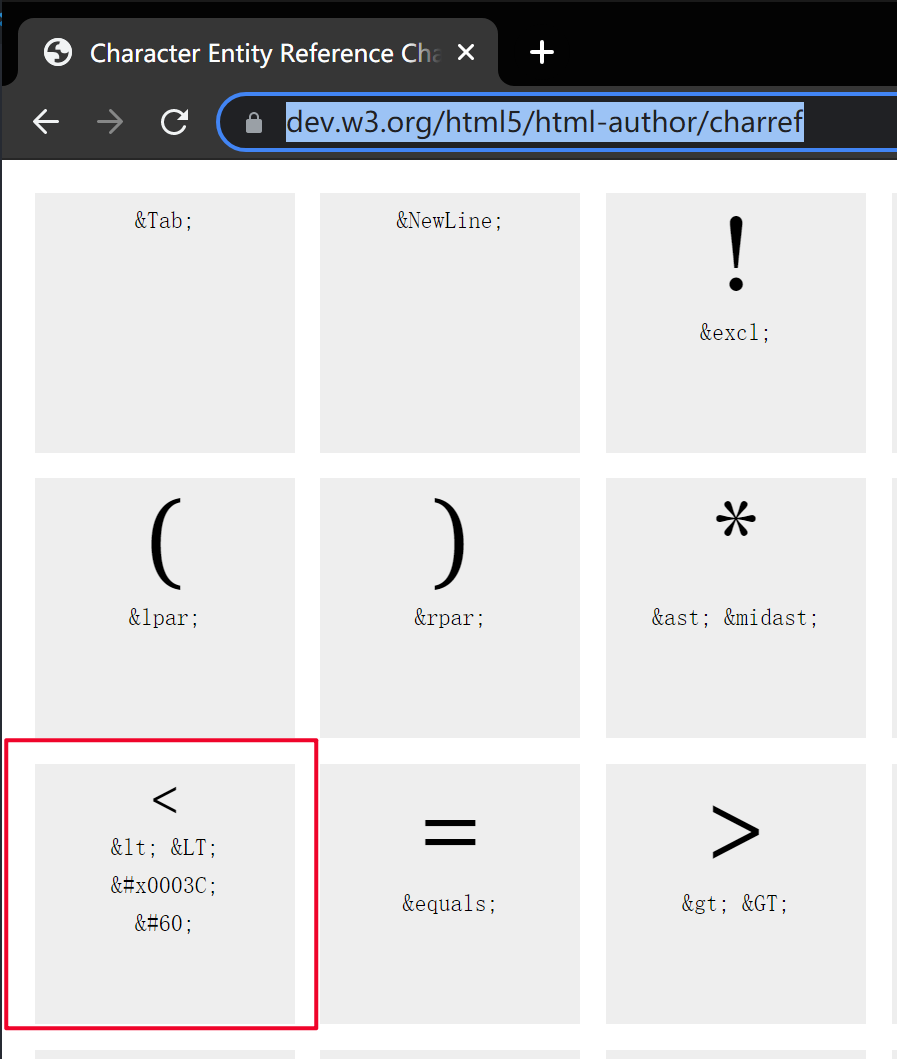 Character Entity Reference Cha
dev.w3.org/html5/html-author/charref
&Tab;
&NewLine;
!
&excl;
(
&lpar;
)
&rpar;
*
&ast; &midast;
<
&lt; &LT;
&#x0003C;
&#60;
=
&equals;
>
&gt; &GT;